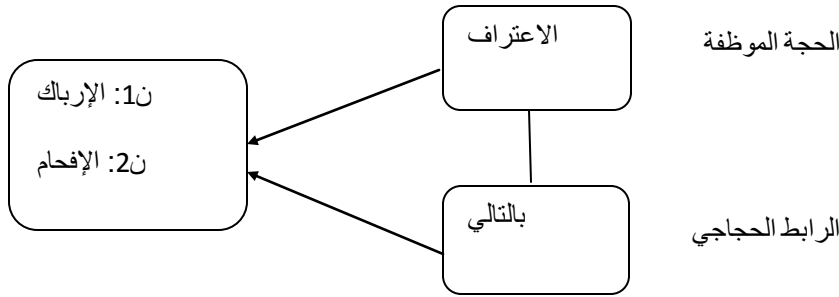 الحجة الموظفة
الاعتراف
ن1: الإرباك
ن2: الإفحام
الرابط الحجاجي
بالتالي